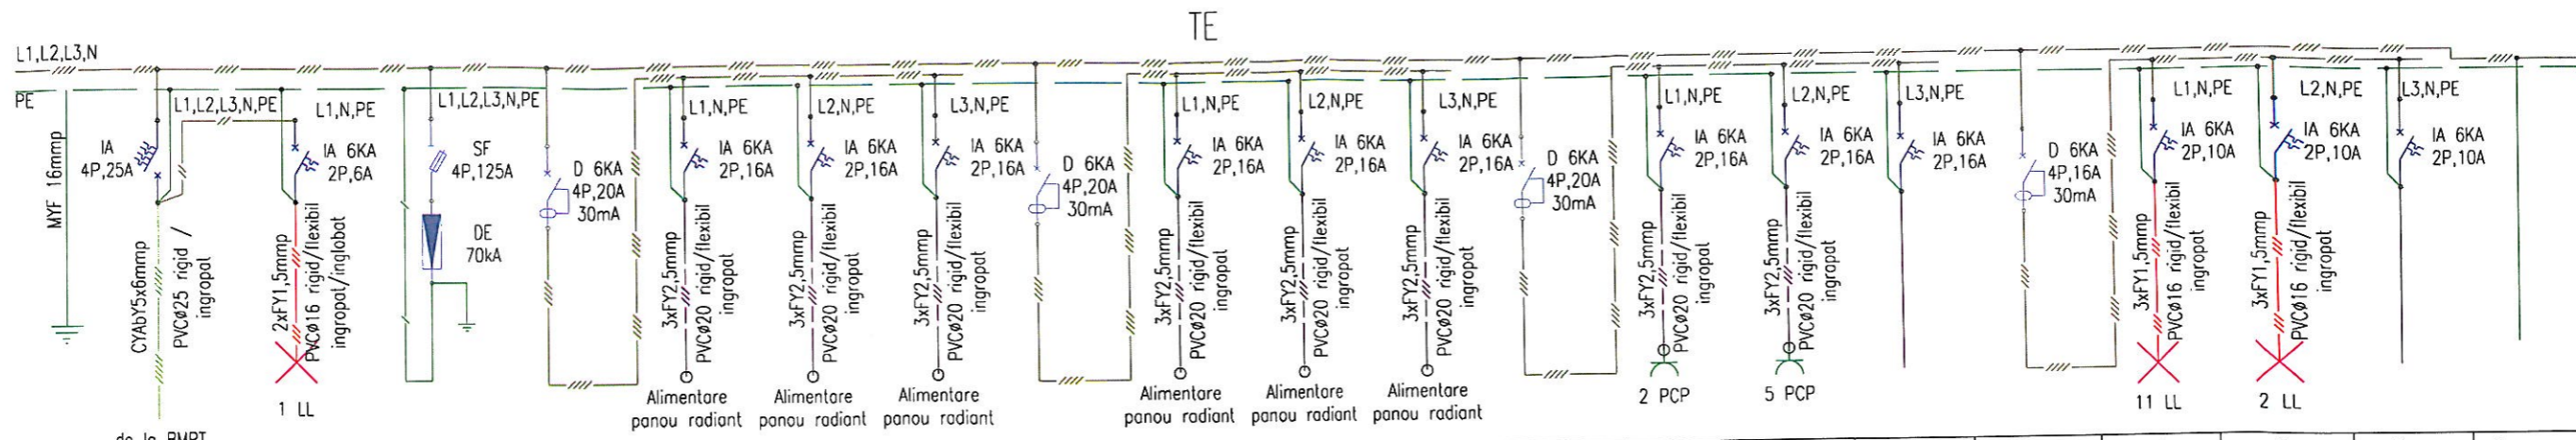 TE
L1,L2,L3,N
PE
MYF 16mmp
L1,L2,L3,N,PE
IA
4P,25A
CYAbY5x6mmp
PVCø25 rigid /
ingropat
L1,N,PE
IA 6KA
2P,6A
2xFY1,5mmp
PVCø16 rigid/flexibil
ingropat/inglobat
1 LL
L1,L2,L3,N,PE
SF
4P,125A
DE
70kA
D 6KA
4P,20A
30mA
L1,N,PE
IA 6KA
2P,16A
3xFY2,5mmp
PVCø20 rigid/flexibil
ingropat
Alimentare
panou radiant
L2,N,PE
IA 6KA
2P,16A
3xFY2,5mmp
PVCø20 rigid/flexibil
ingropat
Alimentare
panou radiant
L3,N,PE
IA 6KA
2P,16A
3xFY2,5mmp
PVCø20 rigid/flexibil
ingropat
Alimentare
panou radiant
D 6KA
4P,20A
30mA
L1,N,PE
IA 6KA
2P,16A
3xFY2,5mmp
PVCø20 rigid/flexibil
ingropat
Alimentare
panou radiant
L2,N,PE
IA 6KA
2P,16A
3xFY2,5mmp
PVCø20 rigid/flexibil
ingropat
Alimentare
panou radiant
L3,N,PE
IA 6KA
2P,16A
3xFY2,5mmp
PVCø20 rigid/flexibil
ingropat
Alimentare
panou radiant
D 6KA
4P,20A
30mA
L1,N,PE
IA 6KA
2P,16A
3xFY2,5mmp
PVCø20 rigid/flexibil
ingropat
2 PCP
L2,N,PE
IA 6KA
2P,16A
3xFY2,5mmp
PVCø20 rigid/flexibil
ingropat
5 PCP
L3,N,PE
IA 6KA
2P,16A
D 6KA
4P,16A
30mA
L1,N,PE
IA 6KA
2P,10A
3xFY1,5mmp
PVCø16 rigid/flexibil
ingropat
11 LL
L2,N,PE
IA 6KA
2P,10A
3xFY1,5mmp
PVCø16 rigid/flexibil
ingropat
2 LL
L3,N,PE
IA 6KA
2P,10A
de la BMPT